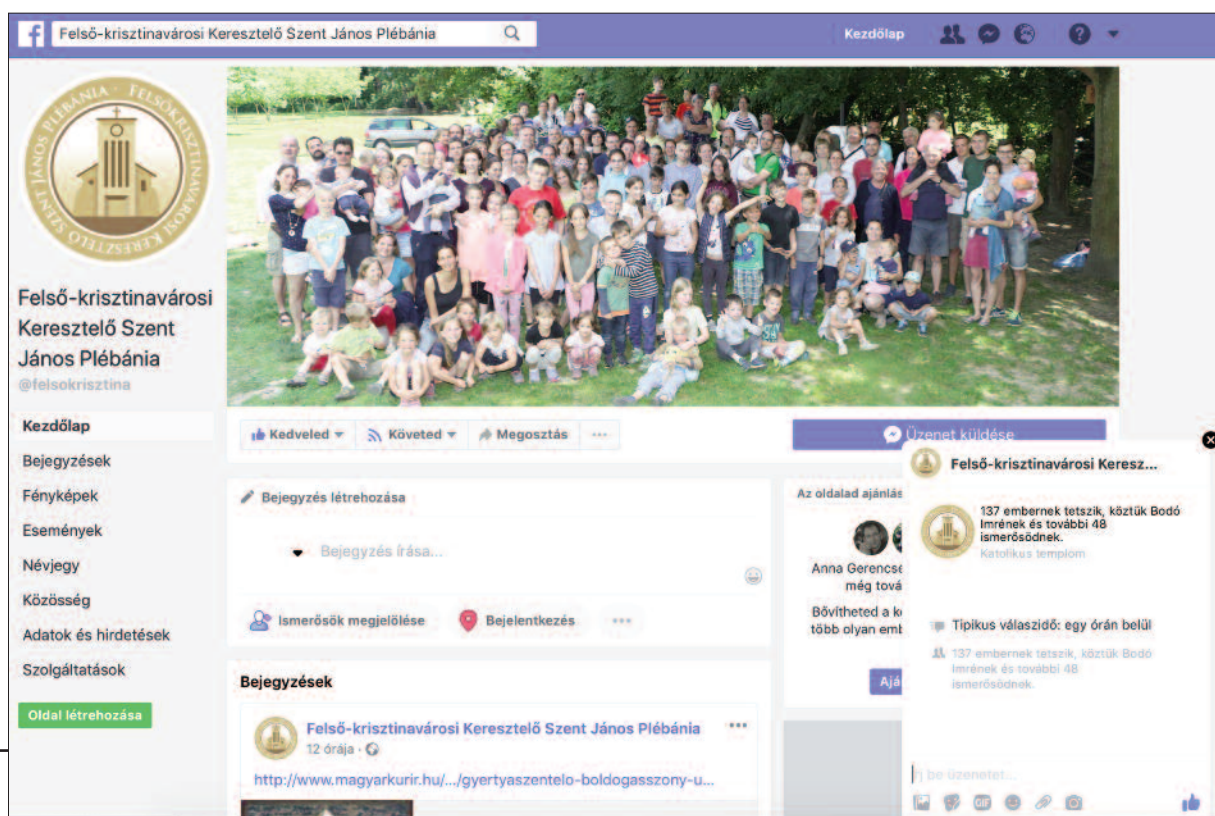 Felső-krisztinavárosi Keresztelő Szent János Plébánia
Kezdőlap
FELSŐKRISZTINAVÁROSI KERESZTELŐ SZENT JÁNOS PLÉBÁNIA
Felső-krisztinavárosi
Keresztelő Szent
János Plébánia
@felsokrisztina
Kezdőlap
Bejegyzések
Fényképek
Események
Névjegy
Közösség
Adatok és hirdetések
Szolgáltatások
Oldal létrehozása
Kedveled
Követed
Megosztás
Üzenet küldése
Bejegyzés létrehozása
Bejegyzés írása...
Ismerősök megjelölése
Bejelentkezés
Bejegyzések
Felső-krisztinavárosi Keresztelő Szent János Plébánia
12 órája
http://www.magyarkurir.hu/.../gyertyaszentelo-boldogasszony-u...
Az oldalad
Anna
még
Bővítheted a
több olyan
Felső-krisztinavárosi Keresz...
137 embernek tetszik, köztük Bodó
Imrének és további 48
ismerősödnek.
Katolikus templom
Tipikus válaszidő: egy órán belül
137 embernek tetszik, köztük Bodó
Imrének és további 48
ismerősödnek.
be üzenetet...
GIF